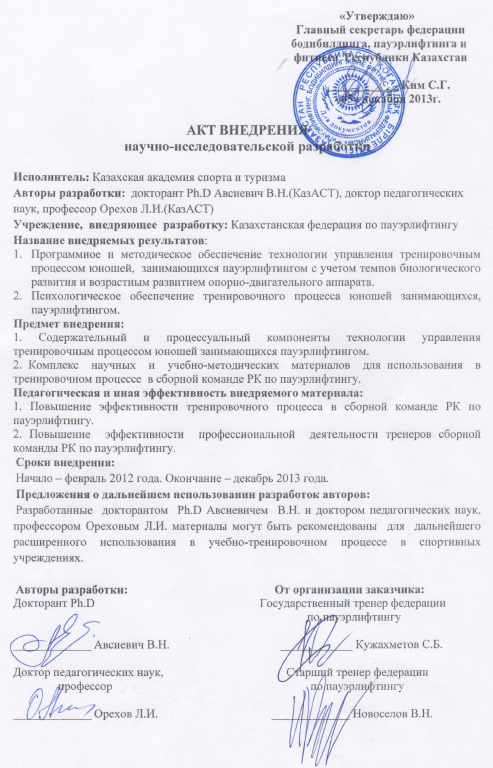 «Утверждаю»
Главный секретарь федерации
бодибилдинга, пауэрлифтинга и
фитнеса Республики Казахстан
Ким С.Г.
декабря 2013г.
Для документов
АКТ ВНЕДРЕНИЯ
научно-исследовательской разработки
Исполнитель: Казахская академия спорта и туризма
Авторы разработки: докторант Ph.D Авсиевич В.Н.(КазАСТ), доктор педагогических
наук, профессор Орехов Л.И.(КазАСТ)
Учреждение, внедряющее разработку: Казахстанская федерация по пауэрлифтингу
Название внедряемых результатов:
1. Программное и методическое обеспечение технологии управления тренировочным
процессом юношей, занимающихся пауэрлифтингом с учетом темпов биологического
развития и возрастным развитием опорно-двигательного аппарата.
2. Психологическое обеспечение тренировочного процесса юношей занимающихся,
пауэрлифтингом.
Предмет внедрения:
1. Содержательный и процессуальный компоненты технологии управления
тренировочным процессом юношей занимающихся пауэрлифтингом.
2. Комплекс научных и учебно-методических материалов для использования в
тренировочном процессе в сборной команде РК по пауэрлифтингу.
Педагогическая и иная эффективность внедряемого материала:
1. Повышение эффективности тренировочного процесса в сборной команде РК по
пауэрлифтингу.
2. Повышение эффективности профессиональной деятельности тренеров сборной
команды РК по пауэрлифтингу.
Сроки внедрения:
Начало – февраль 2012 года. Окончание – декабрь 2013 года.
Предложения о дальнейшем использовании разработок авторов:
Разработанные докторантом Ph.D Авсиевичем В.Н. и доктором педагогических наук,
профессором Ореховым Л.И. материалы могут быть рекомендованы для дальнейшего
расширенного использования в учебно-тренировочном процессе в спортивных
учреждениях.
Авторы разработки: От организации заказчика:
Докторант Ph.D Государственный тренер федерации
по пауэрлифтингу
Авсиевич В.Н. Кужахметов С.Б.
Доктор педагогических наук, Старший тренер федерации
профессор по пауэрлифтингу
Орехов Л.И. Новоселов В.Н.